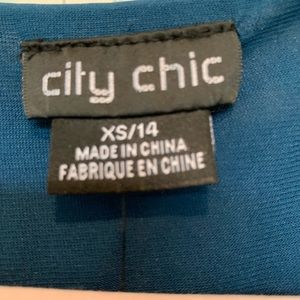 city chic
XS/14
MADE IN CHINA
FABRIQUE EN CHINE